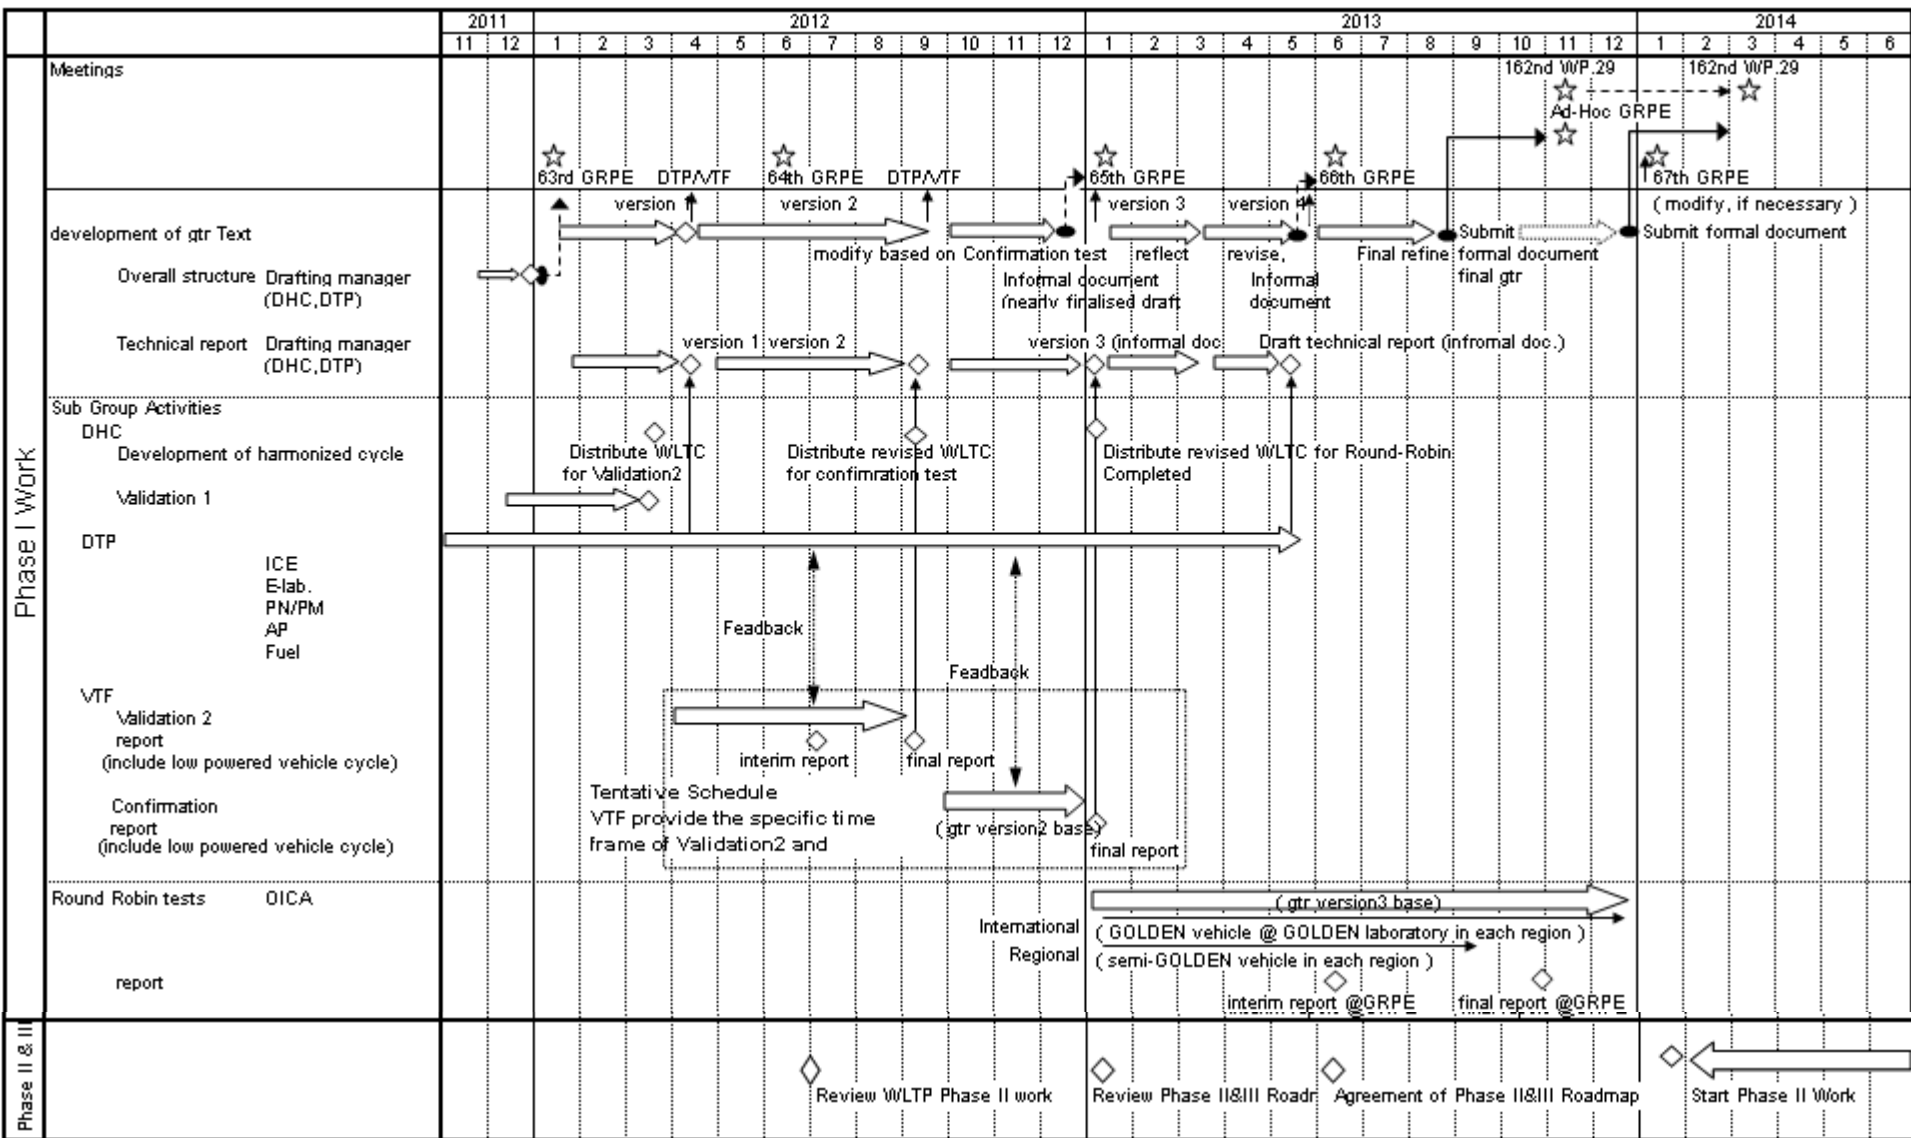 2011 2012 2013 2014
11 12 1 2 3 4 5 6 7 8 9 10 11 12 1 2 3 4 5 6 7 8 9 10 11 12 1 2 3 4 5 6
Phase I Work
Meetings
162nd WP.29 162nd WP.29
Ad-Hoc GRPE
63rd GRPE DTP/VTF 64th GRPE DTP/VTF 65th GRPE 66th GRPE 67th GRPE
version 1 version 2 version 3 version 4 ( modify, if necessary )
development of gtr Text Submit Submit formal document
modify based on Confirmation test reflect revise, Final refine formal document
Overall structure Drafting manager Informal document Informal final gtr
(DHC,DTP) (nearly finalised draft document
Technical report Drafting manager version 1 version 2 version 3 (informal doc Draft technical report (infromal doc.)
(DHC,DTP)
Sub Group Activities
DHC
Development of harmonized cycle Distribute WLTC Distribute revised WLTC Distribute revised WLTC for Round-Robin
for Validation2 for confimration test Completed
Validation 1
DTP
ICE
E-lab.
PN/PM
AP
Fuel
Feadback
Feadback
VTF
Validation 2
report
(include low powered vehicle cycle) interim report final report
Tentative Schedule
Confirmation
VTF provide the specific time
report ( gtr version2 base)
(include low powered vehicle cycle) frame of Validation2 and final report
Round Robin tests OICA ( gtr version3 base)
International ( GOLDEN vehicle @ GOLDEN laboratory in each region )
Regional ( semi-GOLDEN vehicle in each region )
report
interim report @GRPE final report @GRPE
Phase II & III
Review WLTP Phase II work Review Phase II&III Roadr Agreement of Phase II&III Roadmap Start Phase II Work